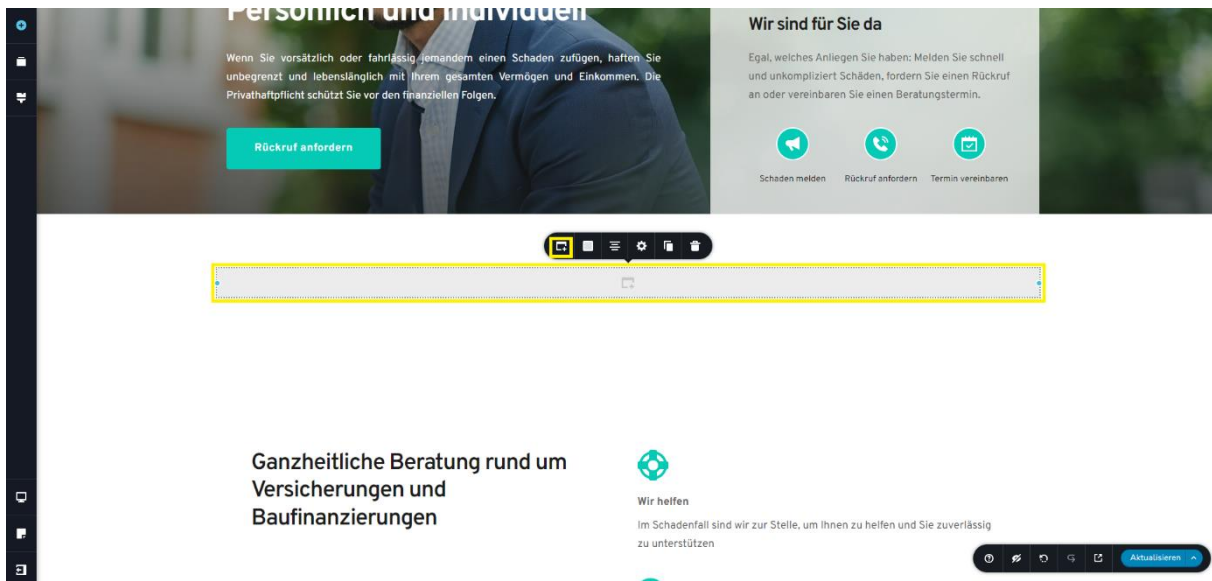 Persönlich und individuell
Wenn Sie vorsätzlich oder fahrlässig jemandem einen Schaden zufügen, haften Sie
unbegrenzt und lebenslänglich mit Ihrem gesamten Vermögen und Einkommen. Die
Privathaftpflicht schützt Sie vor den finanziellen Folgen.
Rückruf anfordern
Wir sind für Sie da
Egal, welches Anliegen Sie haben: Melden Sie schnell
und unkompliziert Schäden, fordern Sie einen Rückruf
an oder vereinbaren Sie einen Beratungstermin.
Schaden melden
Rückruf anfordern
Termin vereinbaren
Ganzheitliche Beratung rund um
Versicherungen und
Baufinanzierungen
Wir helfen
Im Schadenfall sind wir zur Stelle, um Ihnen zu helfen und Sie zuverlässig
zu unterstützen
Aktualisieren